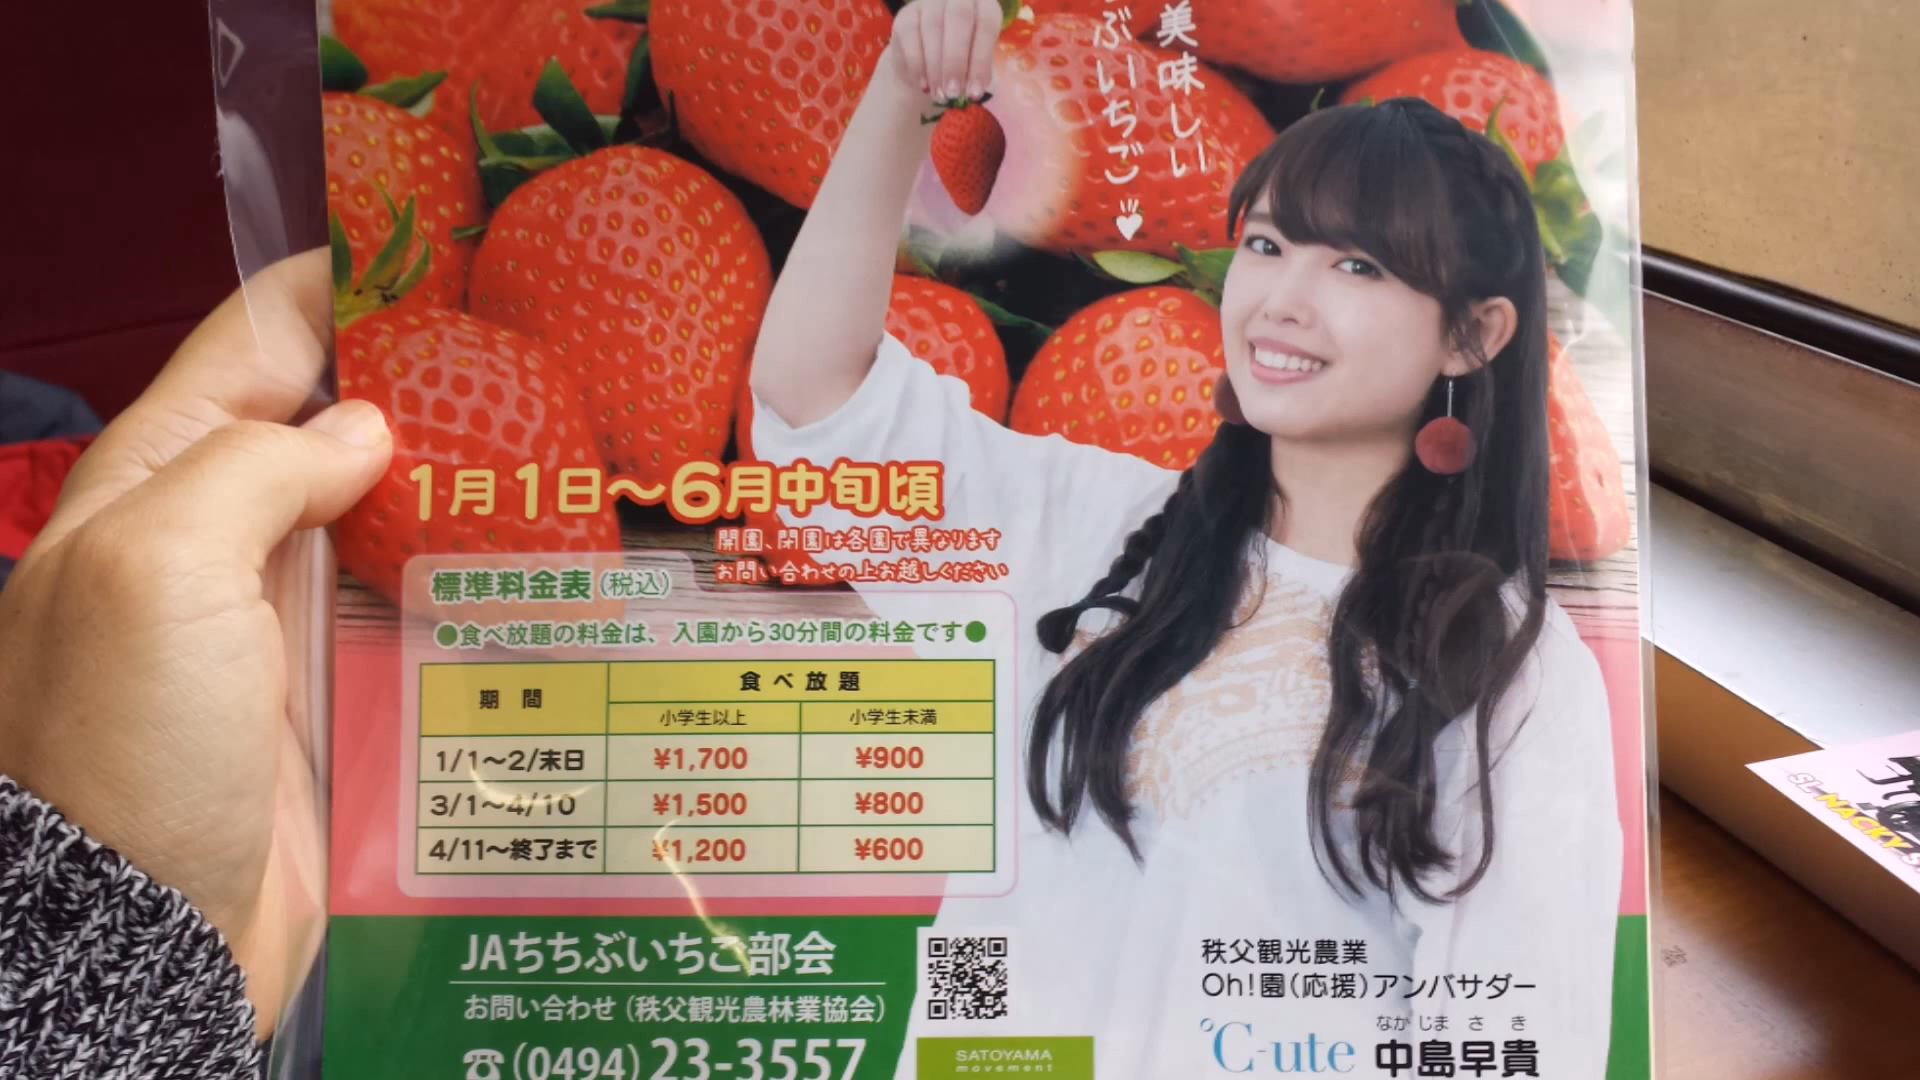 美味しい
ぶいちご
1月1日～6月中旬頃
開園、閉園は各園で異なります
お問い合わせの上お越しください
標準料金表(税込)
●食べ放題の料金は、入園から30分間の料金です●
期間 食べ放題
小学生以上 小学生未満
1/1～2/末日 ¥1,700 ¥900
3/1～4/10 ¥1,500 ¥800
4/11～終了まで ¥1,200 ¥600
JAちちぶいちご部会
お問い合わせ(秩父観光農林業協会)
☎(0494)23-3557
SATOYAMA
movement
秩父観光農業
Oh!園(応援)アンバサダー
なかじま さき
℃-ute 中島早貴
SL NACKY